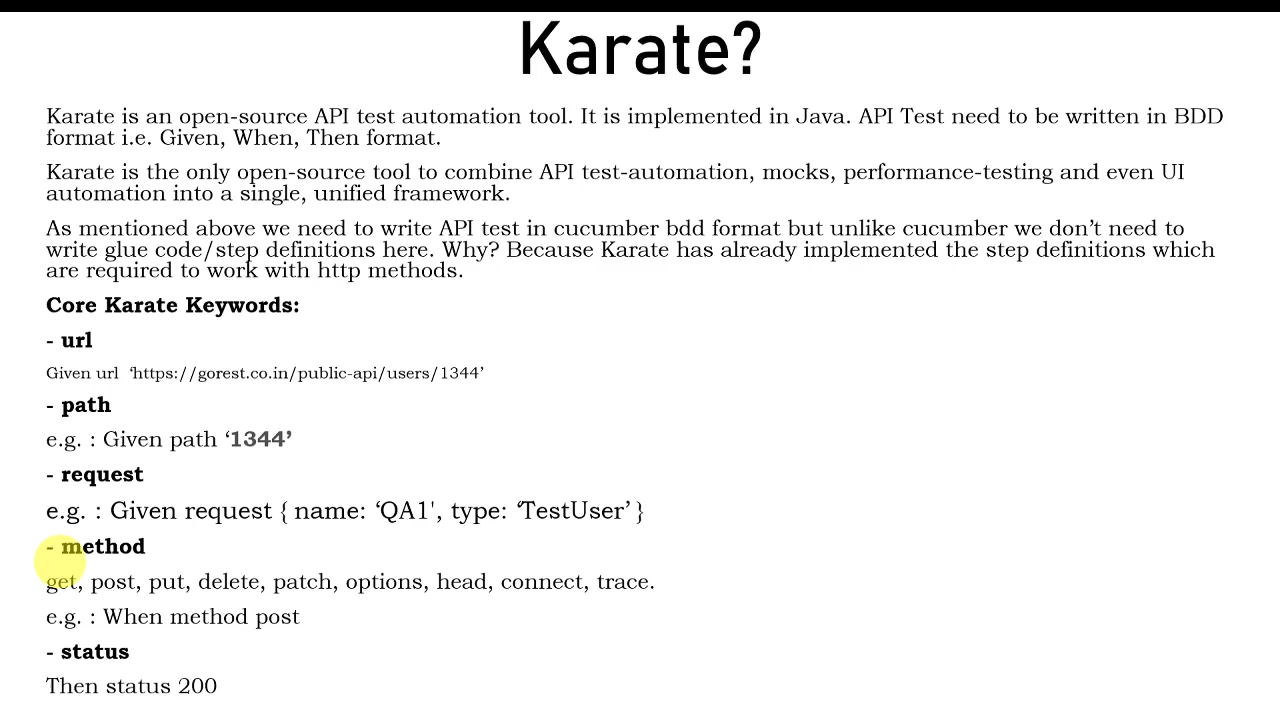 Karate?
Karate is an open-source API test automation tool. It is implemented in Java. API Test need to be written in BDD
format i.e. Given, When, Then format.
Karate is the only open-source tool to combine API test-automation, mocks, performance-testing and even UI
automation into a single, unified framework.
As mentioned above we need to write API test in cucumber bdd format but unlike cucumber we don’t need to
write glue code/step definitions here. Why? Because Karate has already implemented the step definitions which
are required to work with http methods.
Core Karate Keywords:
- url
Given url ‘https://gorest.co.in/public-api/users/1344’
- path
e.g. : Given path ‘1344’
- request
e.g. : Given request { name: ‘QA1', type: ‘TestUser’ }
- method
get, post, put, delete, patch, options, head, connect, trace.
e.g. : When method post
- status
Then status 200